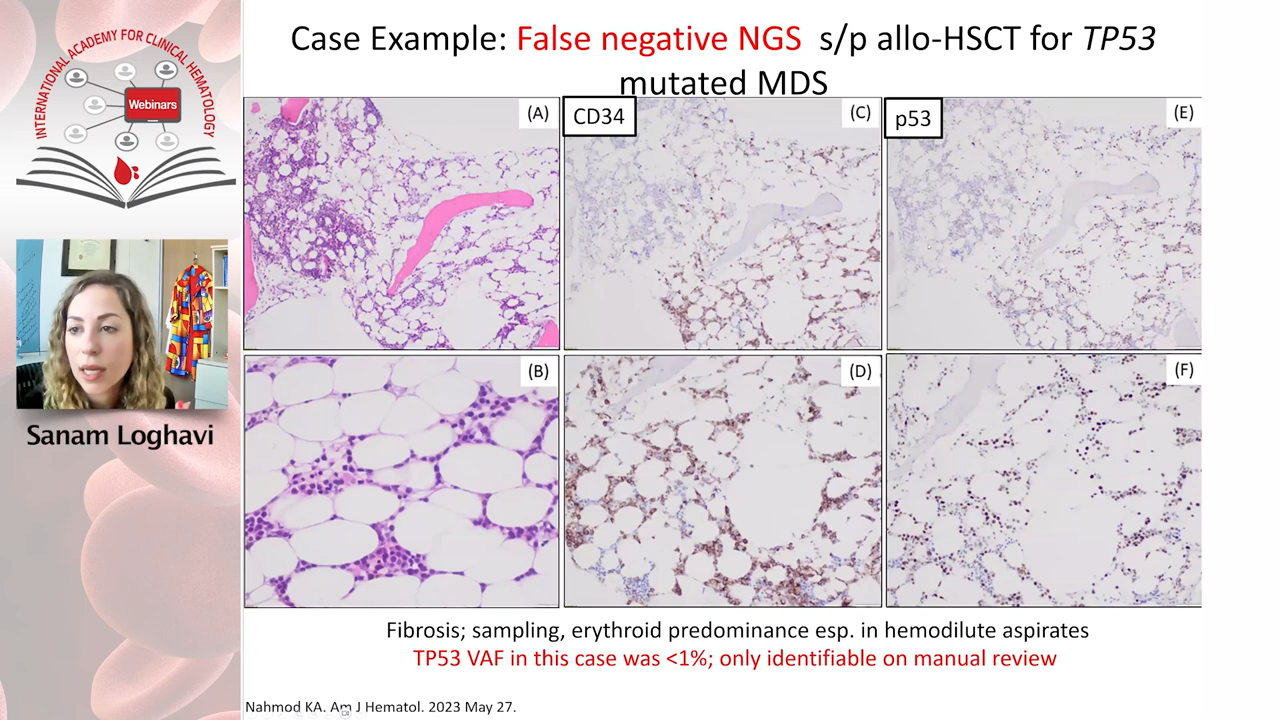 INTERNATIONAL ACADEMY FOR CLINICAL HEMATOLOGY
Webinars
Sanam Loghavi
Case Example: False negative NGS s/p allo-HSCT for TP53
mutated MDS
(A)
CD34
(C)
p53
(E)
(B)
(D)
(F)
Fibrosis; sampling, erythroid predominance esp. in hemodilute aspirates
TP53 VAF in this case was <1%; only identifiable on manual review
Nahmod KA. Am J Hematol. 2023 May 27.